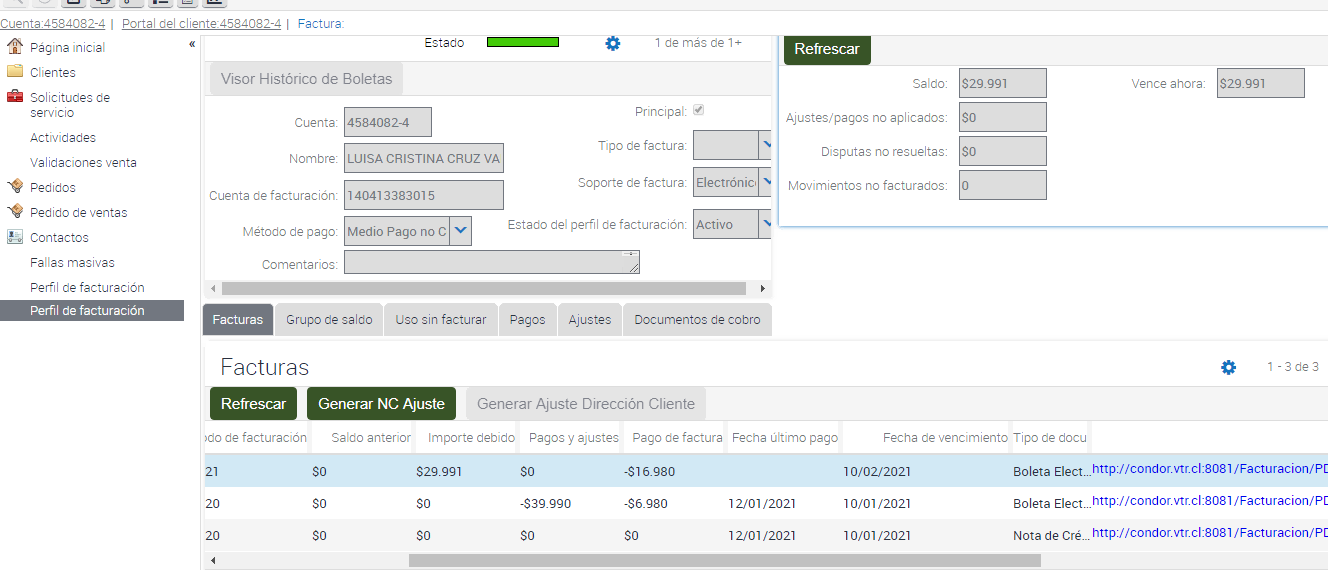 Cuenta:4584082-4 | Portal del cliente:4584082-4 | Factura:
Página inicial
«
Clientes
Solicitudes de
servicio
Actividades
Validaciones venta
Pedidos
Pedido de ventas
Contactos
Fallas masivas
Perfil de facturación
Perfil de facturación
Estado
1 de más de 1+
Visor Histórico de Boletas
Cuenta: 4584082-4
Nombre: LUISA CRISTINA CRUZ VA
Cuenta de facturación: 140413383015
Método de pago: Medio Pago no C
Comentarios:
Principal:
Tipo de factura:
Soporte de factura: Electrónic
Estado del perfil de facturación: Activo
Refrescar
Saldo: $29.991 Vence ahora: $29.991
Ajustes/pagos no aplicados: $0
Disputas no resueltas: $0
Movimientos no facturados: 0
Facturas Grupo de saldo Uso sin facturar Pagos Ajustes Documentos de cobro
Facturas 1 - 3 de 3
Refrescar Generar NC Ajuste Generar Ajuste Dirección Cliente
odo de facturación Saldo anterior Importe debido Pagos y ajustes Pago de factura Fecha último pago Fecha de vencimiento Tipo de docu
21 $0 $29.991 $0 -$16.980 10/02/2021 Boleta Elect... http://condor.vtr.cl:8081/Facturacion/PD
20 $0 $0 -$39.990 -$6.980 12/01/2021 10/01/2021 Boleta Elect... http://condor.vtr.cl:8081/Facturacion/PD
20 $0 $0 $0 $0 12/01/2021 10/01/2021 Nota de Cré... http://condor.vtr.cl:8081/Facturacion/PD